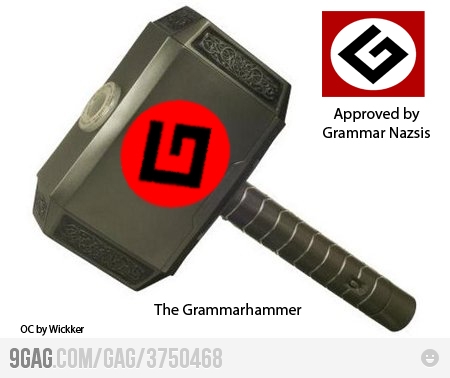 G
Approved by
Grammar Nazsis
G
The Grammarhammer
OC by Wickker
9GAG.COM/GAG/3750468